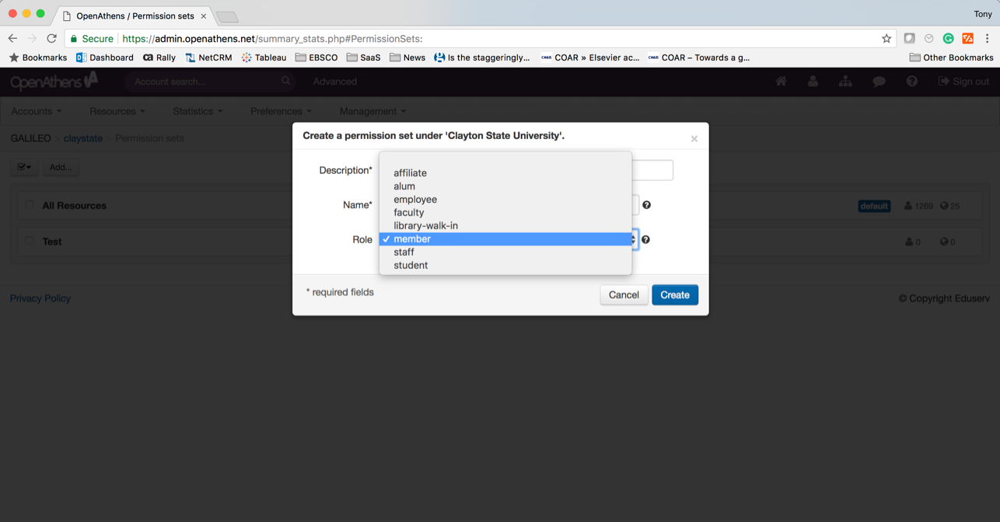 OpenAthens / Permission sets
Tony
Secure https://admin.openathens.net/summary_stats.php#PermissionSets:
Bookmarks Dashboard Rally NetCRM Tableau EBSCO SaaS News Is the staggeringly... COAR » Elsevier ac... COAR – Towards a g... Other Bookmarks
OpenAthens Account search... Advanced Sign out
Accounts Resources Statistics Preferences Management
GALILEO > claystate > Permission sets
Add...
All Resources default 1269 25
Test 0 0
Privacy Policy
© Copyright Eduserv
Create a permission set under 'Clayton State University'.
Description*
Name*
Role
affiliate
alum
employee
faculty
library-walk-in
member
staff
student
* required fields
Cancel Create